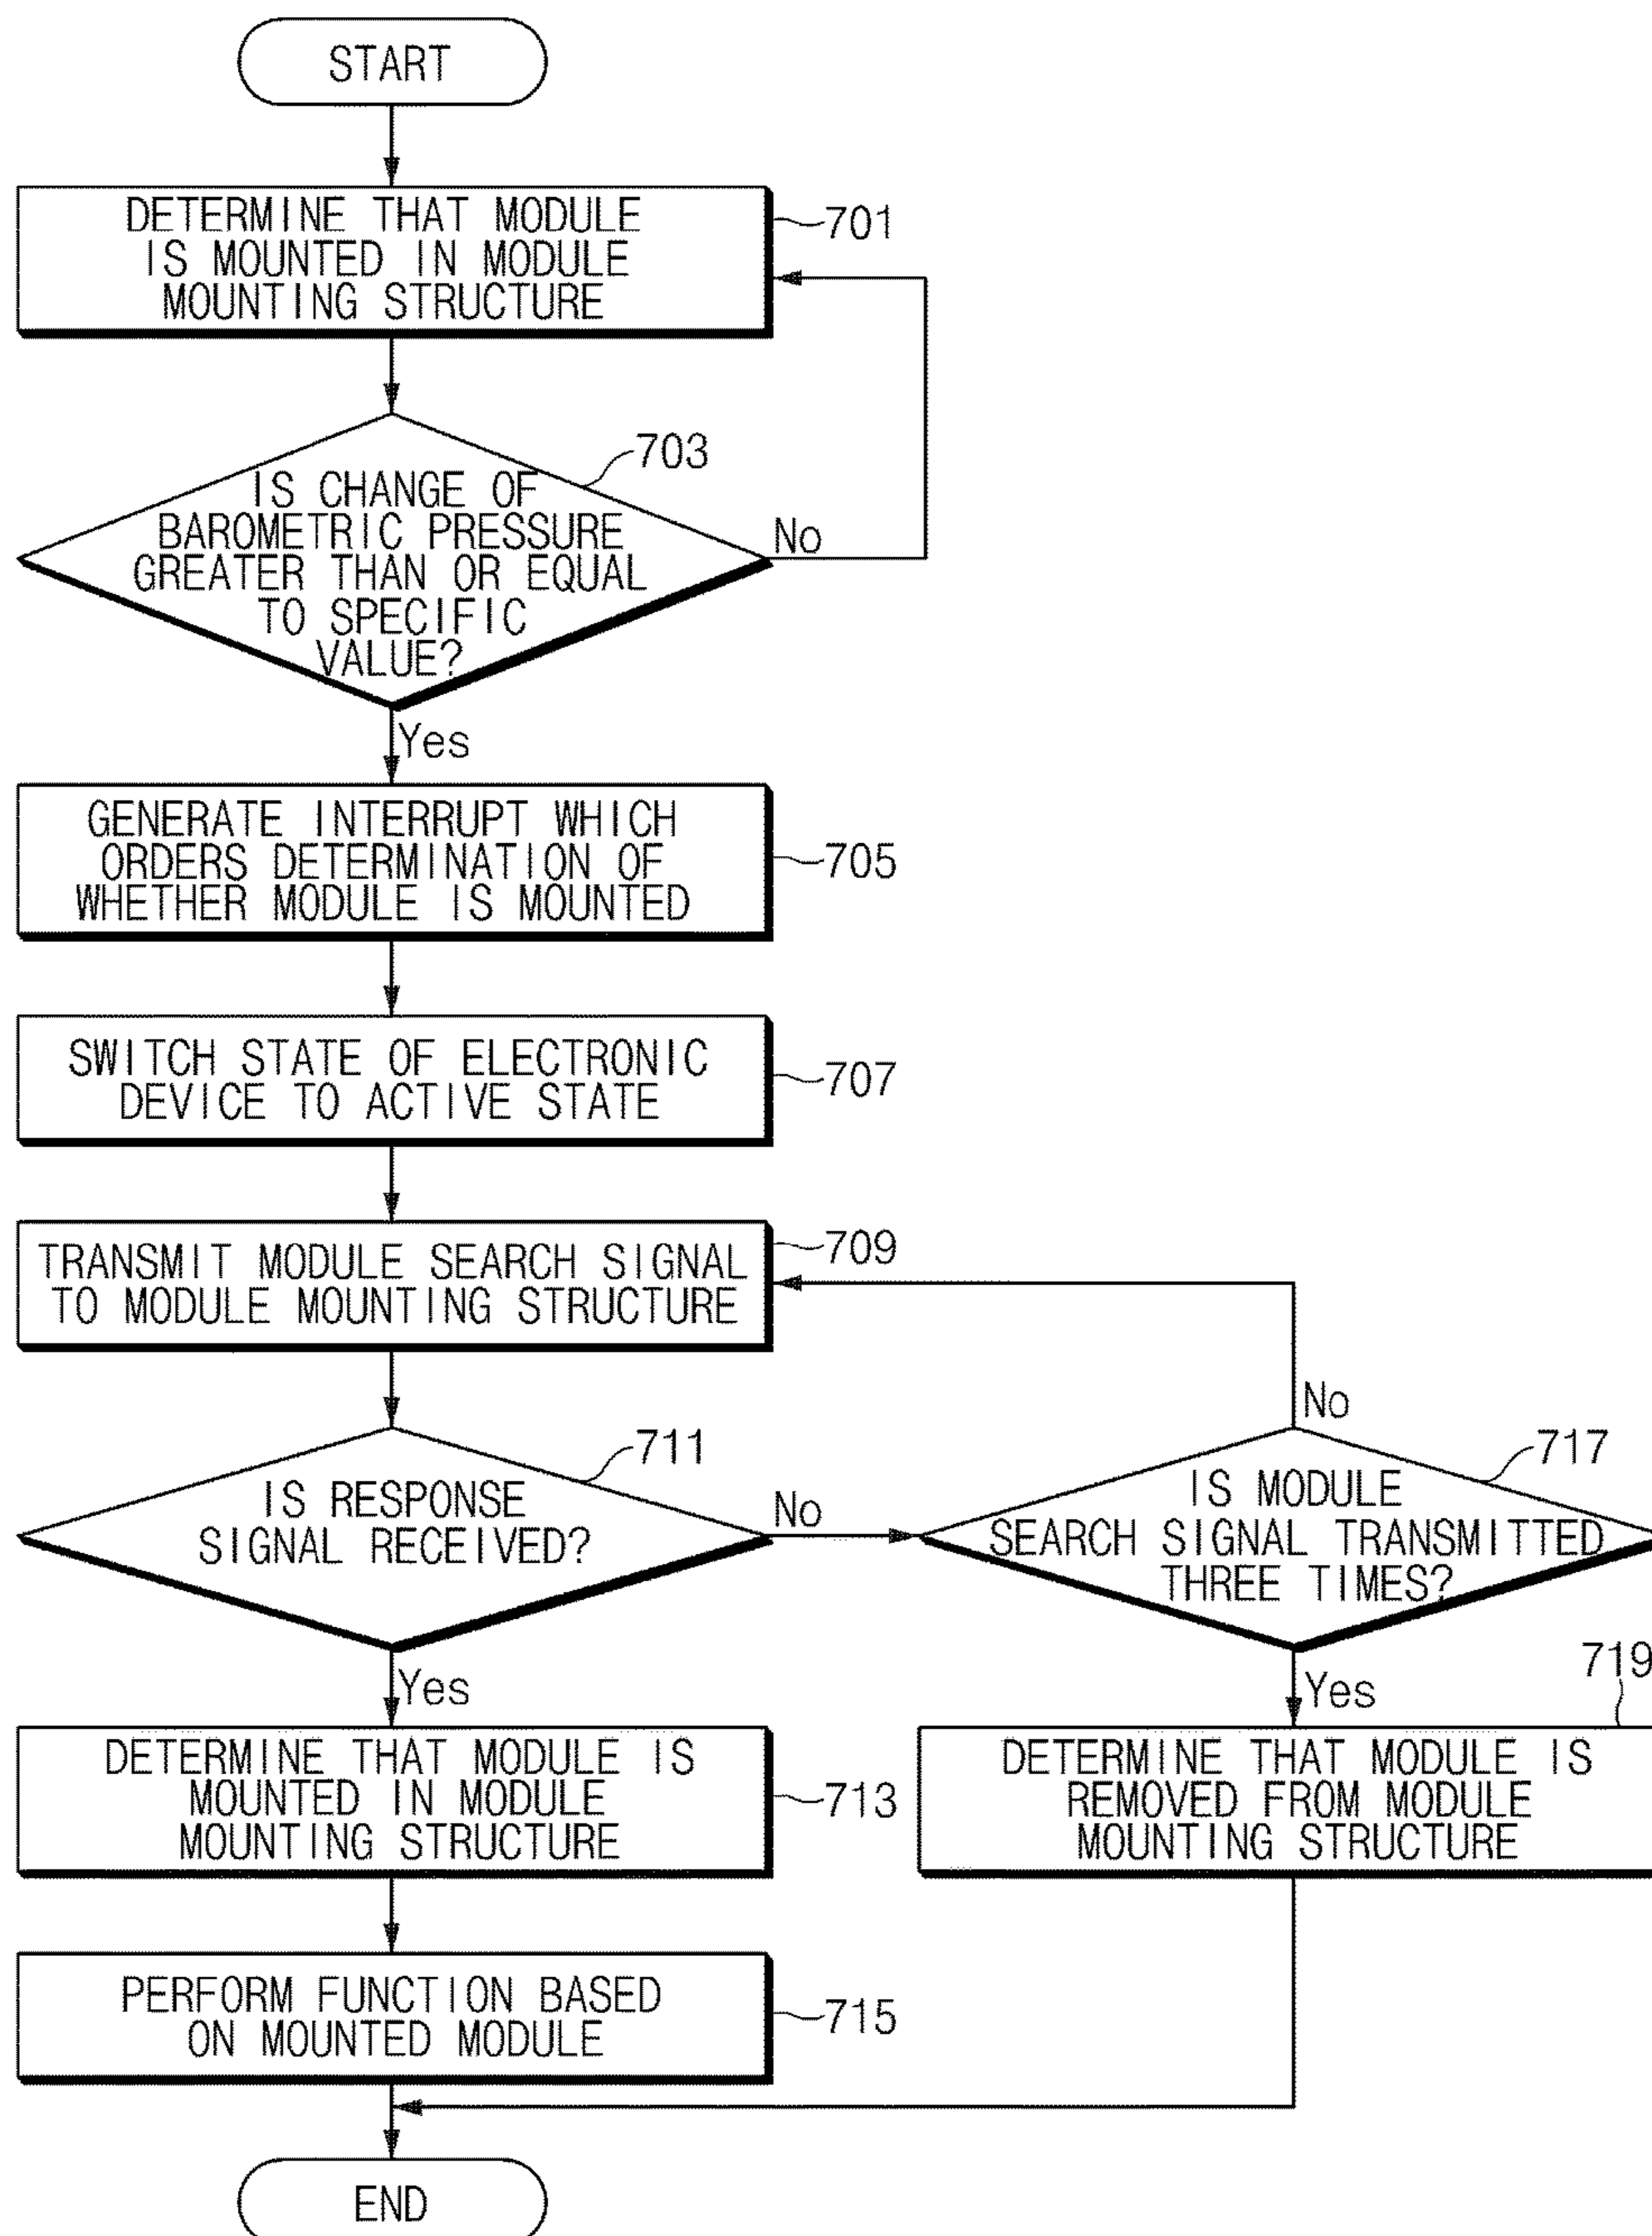 START
DETERMINE THAT MODULE
IS MOUNTED IN MODULE
MOUNTING STRUCTURE
701
703
IS CHANGE OF
BAROMETRIC PRESSURE
GREATER THAN OR EQUAL
TO SPECIFIC
VALUE?
No
Yes
GENERATE INTERRUPT WHICH
ORDERS DETERMINATION OF
WHETHER MODULE IS MOUNTED
705
SWITCH STATE OF ELECTRONIC
DEVICE TO ACTIVE STATE
707
TRANSMIT MODULE SEARCH SIGNAL
TO MODULE MOUNTING STRUCTURE
709
711
IS RESPONSE
SIGNAL RECEIVED?
No
Yes
No
717
IS MODULE
SEARCH SIGNAL TRANSMITTED
THREE TIMES?
Yes
719
DETERMINE THAT MODULE IS
MOUNTED IN MODULE
MOUNTING STRUCTURE
713
DETERMINE THAT MODULE IS
REMOVED FROM MODULE
MOUNTING STRUCTURE
PERFORM FUNCTION BASED
ON MOUNTED MODULE
715
END